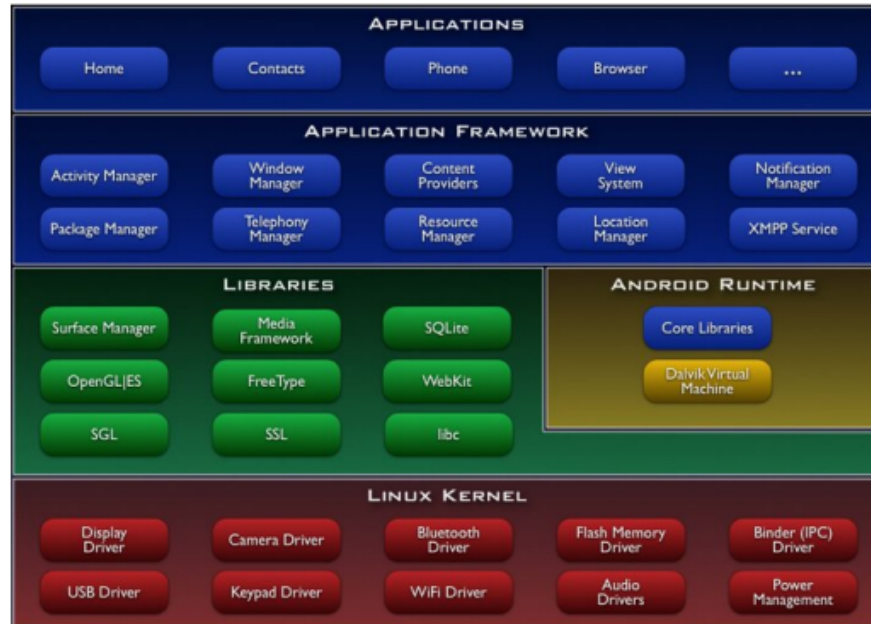 APPLICATIONS
Home Contacts Phone Browser ...
APPLICATION FRAMEWORK
Activity Manager Window Manager Content Providers View System Notification Manager
Package Manager Telephony Manager Resource Manager Location Manager XMPP Service
LIBRARIES
Surface Manager Media Framework SQLite
OpenGL|ES FreeType WebKit
SGL SSL libc
ANDROID RUNTIME
Core Libraries
Dalvik Virtual Machine
LINUX KERNEL
Display Driver Camera Driver Bluetooth Driver Flash Memory Driver Binder (IPC) Driver
USB Driver Keypad Driver WiFi Driver Audio Drivers Power Management